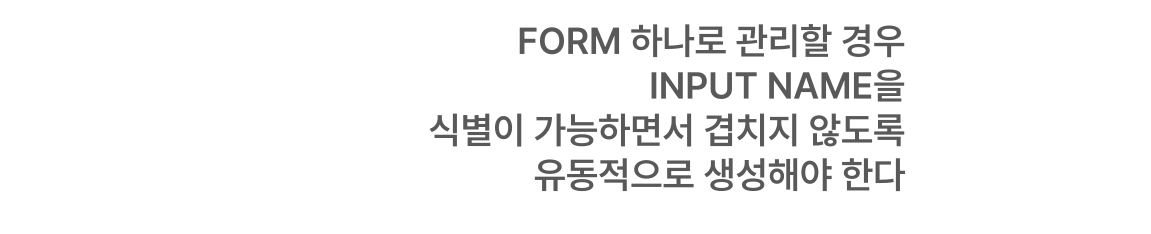 FORM 하나로 관리할 경우
INPUT NAME을
식별이 가능하면서 겹치지 않도록
유동적으로 생성해야 한다